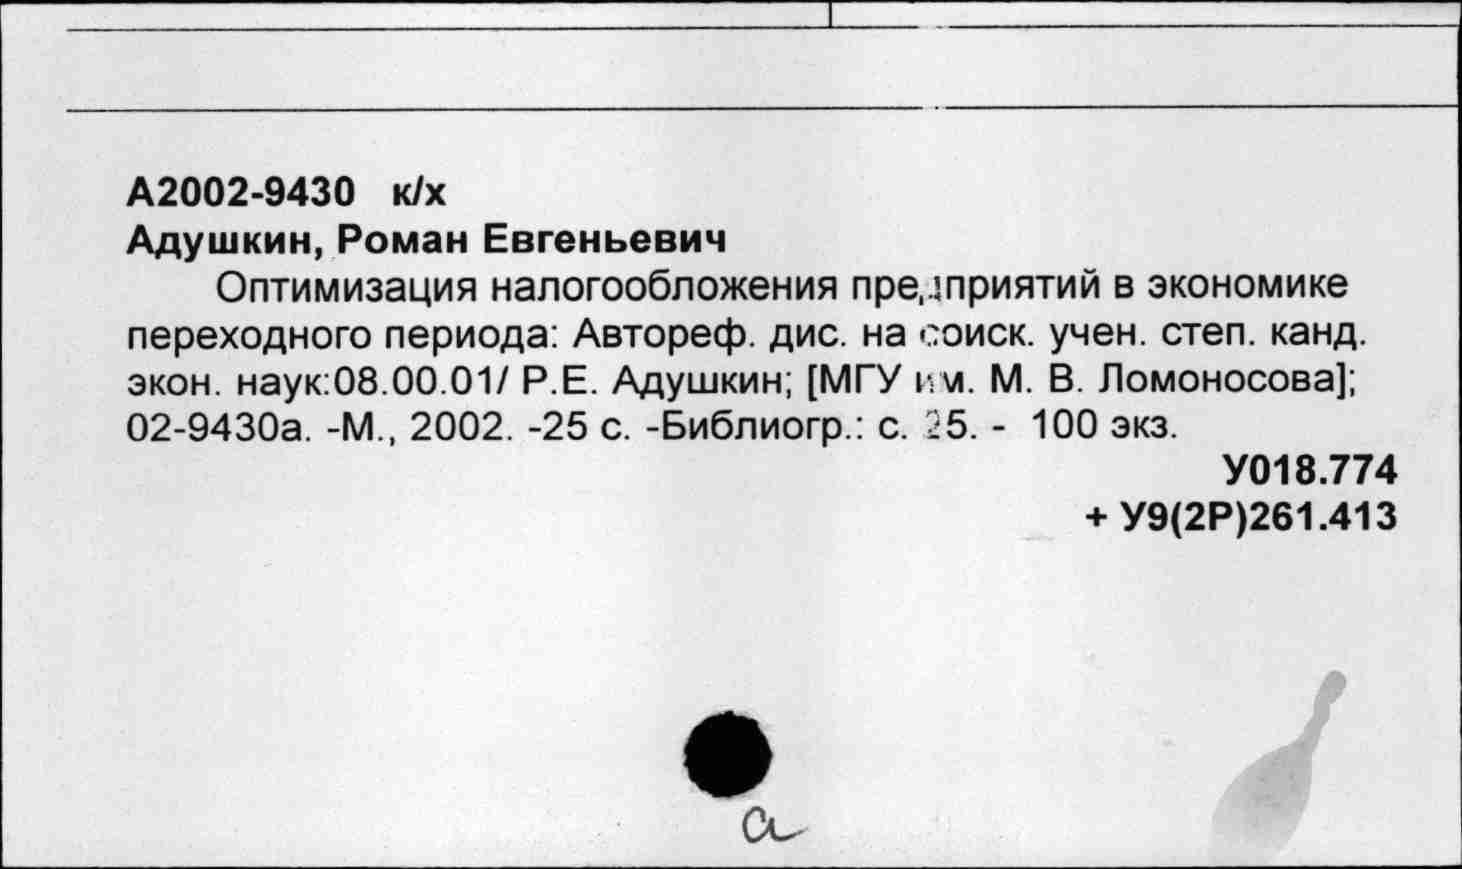 А2002-9430 к/х
Адушкин, Роман Евгеньевич
Оптимизация налогообложения предприятий в экономике
переходного периода: Автореф. дис. на соиск. учен. степ. канд.
экон. наук:08.00.01/ Р.Е. Адушкин; [МГУ им. М. В. Ломоносова];
02-9430а. -М., 2002. -25 с. -Библиогр.: с. 25. - 100 экз.
У018.774
+ У9(2Р)261.413
а